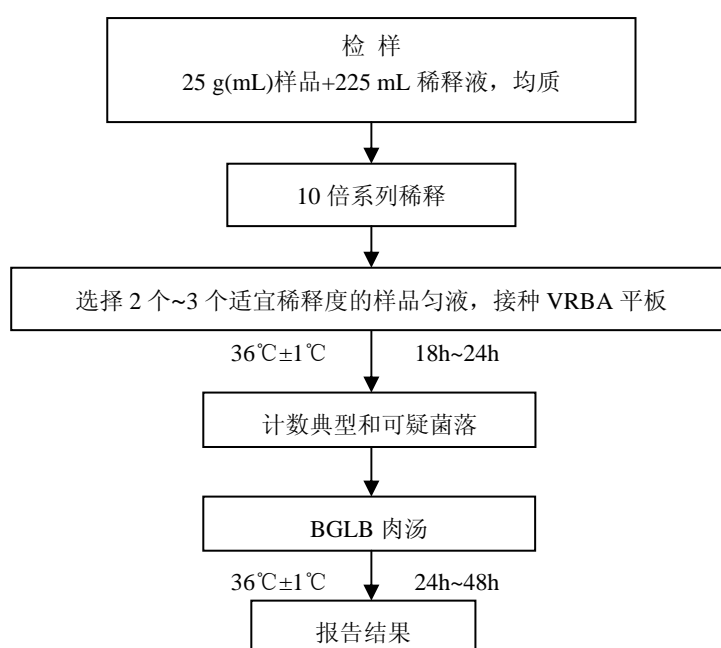 检 样
25 g(mL)样品+225 mL 稀释液，均质
10 倍系列稀释
选择 2 个~3 个适宜稀释度的样品匀液，接种 VRBA 平板
36℃±1℃ 18h~24h
计数典型和可疑菌落
BGLB 肉汤
36℃±1℃ 24h~48h
报告结果